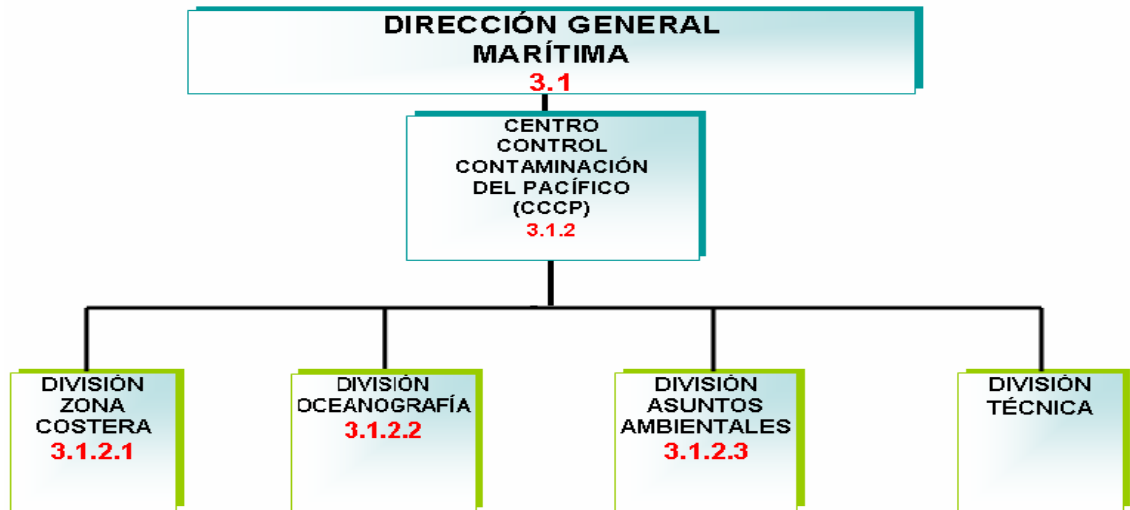 DIRECCIÓN GENERAL
MARÍTIMA
3.1
CENTRO
CONTROL
CONTAMINACIÓN
DEL PACÍFICO
(CCCP)
3.1.2
DIVISIÓN
ZONA
COSTERA
3.1.2.1
DIVISIÓN
OCEANOGRAFÍA
3.1.2.2
DIVISIÓN
ASUNTOS
AMBIENTALES
3.1.2.3
DIVISIÓN
TÉCNICA